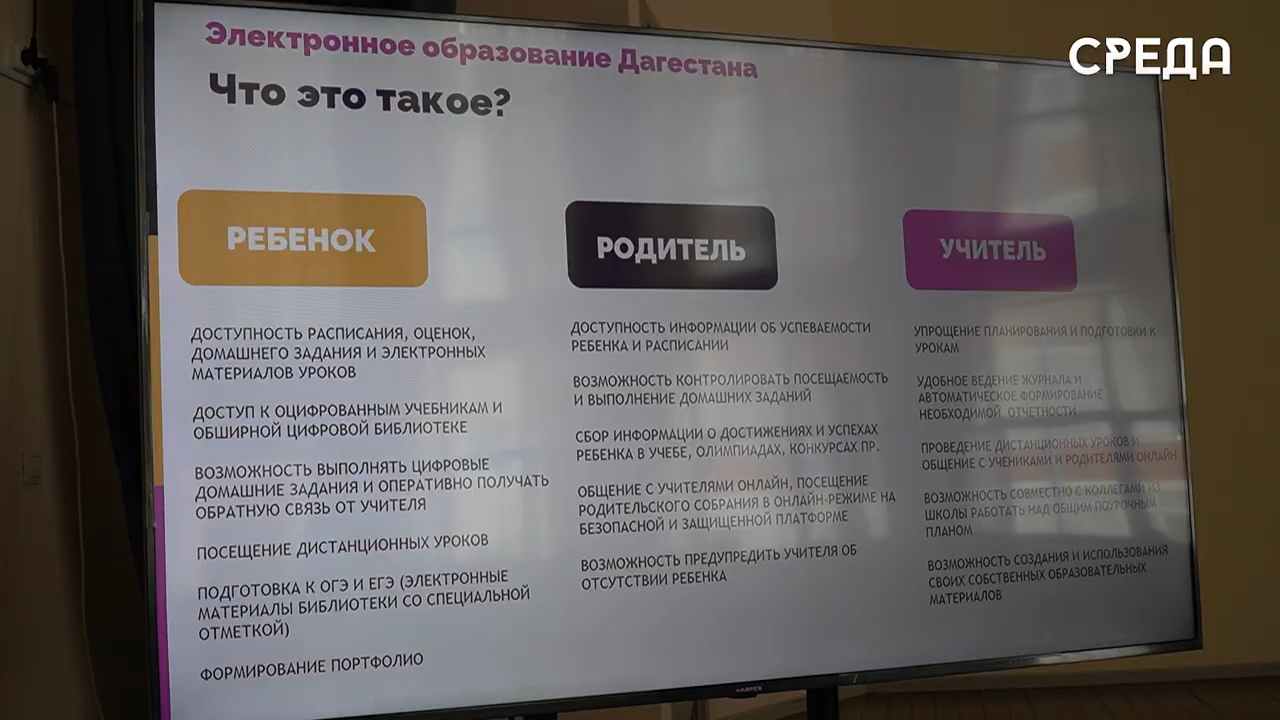 СРЕДА
Электронное образование Дагестана
Что это такое?
РЕБЕНОК
ДОСТУПНОСТЬ РАСПИСАНИЯ, ОЦЕНОК,
ДОМАШНЕГО ЗАДАНИЯ И ЭЛЕКТРОННЫХ
МАТЕРИАЛОВ УРОКОВ
ДОСТУП К ОЦИФРОВАННЫМ УЧЕБНИКАМ И
ОБШИРНОЙ ЦИФРОВОЙ БИБЛИОТЕКЕ
ВОЗМОЖНОСТЬ ВЫПОЛНЯТЬ ЦИФРОВЫЕ
ДОМАШНИЕ ЗАДАНИЯ И ОПЕРАТИВНО ПОЛУЧАТЬ
ОБРАТНУЮ СВЯЗЬ ОТ УЧИТЕЛЯ
ПОСЕЩЕНИЕ ДИСТАНЦИОННЫХ УРОКОВ
ПОДГОТОВКА К ОГЭ И ЕГЭ (ЭЛЕКТРОННЫЕ
МАТЕРИАЛЫ БИБЛИОТЕКИ СО СПЕЦИАЛЬНОЙ
ОТМЕТКОЙ)
ФОРМИРОВАНИЕ ПОРТФОЛИО
РОДИТЕЛЬ
ДОСТУПНОСТЬ ИНФОРМАЦИИ ОБ УСПЕВАЕМОСТИ
РЕБЕНКА И РАСПИСАНИИ
ВОЗМОЖНОСТЬ КОНТРОЛИРОВАТЬ ПОСЕЩАЕМОСТЬ
И ВЫПОЛНЕНИЕ ДОМАШНИХ ЗАДАНИЙ
СБОР ИНФОРМАЦИИ О ДОСТИЖЕНИЯХ И УСПЕХАХ
РЕБЕНКА В УЧЕБЕ, ОЛИМПИАДАХ, КОНКУРСАХ ПР.
ОБЩЕНИЕ С УЧИТЕЛЯМИ ОНЛАЙН, ПОСЕЩЕНИЕ
РОДИТЕЛЬСКОГО СОБРАНИЯ В ОНЛАЙН-РЕЖИМЕ НА
БЕЗОПАСНОЙ И ЗАЩИЩЕННОЙ ПЛАТФОРМЕ
ВОЗМОЖНОСТЬ ПРЕДУПРЕДИТЬ УЧИТЕЛЯ ОБ
ОТСУТСТВИИ РЕБЕНКА
УЧИТЕЛЬ
УПРОЩЕНИЕ ПЛАНИРОВАНИЯ И ПОДГОТОВКИ К
УРОКАМ
УДОБНОЕ ВЕДЕНИЕ ЖУРНАЛА И
АВТОМАТИЧЕСКОЕ ФОРМИРОВАНИЕ
НЕОБХОДИМОЙ ОТЧЕТНОСТИ
ПРОВЕДЕНИЕ ДИСТАНЦИОННЫХ УРОКОВ И
ОБЩЕНИЕ С УЧЕНИКАМИ И РОДИТЕЛЯМИ ОНЛАЙН
ВОЗМОЖНОСТЬ СОВМЕСТНО С КОЛЛЕГАМИ ИЗ
ШКОЛЫ РАБОТАТЬ НАД ОБЩИМ ПОУРОЧНЫМ
ПЛАНОМ
ВОЗМОЖНОСТЬ СОЗДАНИЯ И ИСПОЛЬЗОВАНИЯ
СВОИХ СОБСТВЕННЫХ ОБРАЗОВАТЕЛЬНЫХ
МАТЕРИАЛОВ